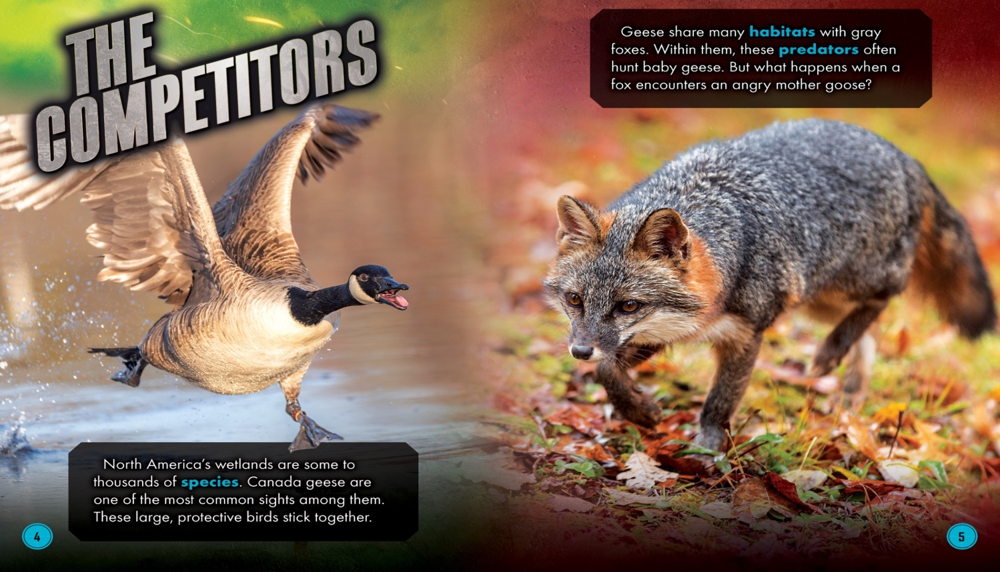 THE
COMPETITORS
North America's wetlands are some to
thousands of species. Canada geese are
one of the most common sights among them.
These large, protective birds stick together.
4
Geese share many habitats with gray
foxes. Within them, these predators often
hunt baby geese. But what happens when a
fox encounters an angry mother goose?
5